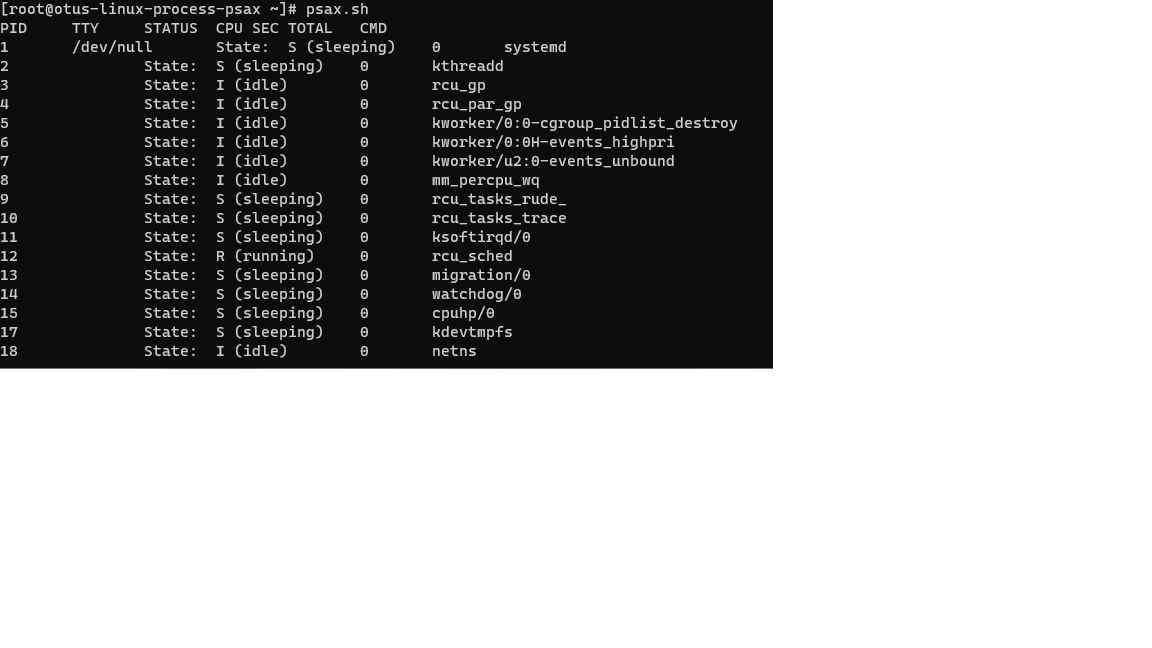 [root@otus-linux-process-psax ~]# psax.sh
PID     TTY     STATUS  CPU SEC TOTAL   CMD
1       /dev/null       State:  S (sleeping)    0       systemd
2               State:  S (sleeping)    0       kthreadd
3               State:  I (idle)        0       rcu_gp
4               State:  I (idle)        0       rcu_par_gp
5               State:  I (idle)        0       kworker/0:0-cgroup_pidlist_destroy
6               State:  I (idle)        0       kworker/0:0H-events_highpri
7               State:  I (idle)        0       kworker/u2:0-events_unbound
8               State:  I (idle)        0       mm_percpu_wq
9               State:  S (sleeping)    0       rcu_tasks_rude_
10              State:  S (sleeping)    0       rcu_tasks_trace
11              State:  S (sleeping)    0       ksoftirqd/0
12              State:  R (running)     0       rcu_sched
13              State:  S (sleeping)    0       migration/0
14              State:  S (sleeping)    0       watchdog/0
15              State:  S (sleeping)    0       cpuhp/0
17              State:  S (sleeping)    0       kdevtmpfs
18              State:  I (idle)        0       netns